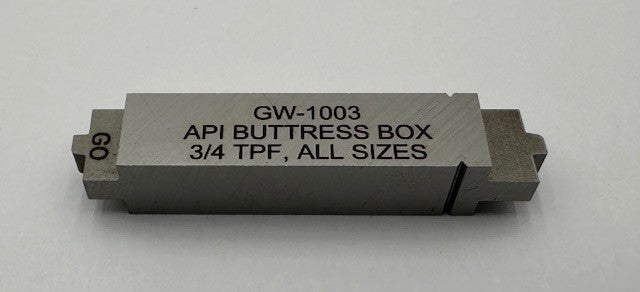 GW-1003
API BUTTRESS BOX
3/4 TPF, ALL SIZES
GO